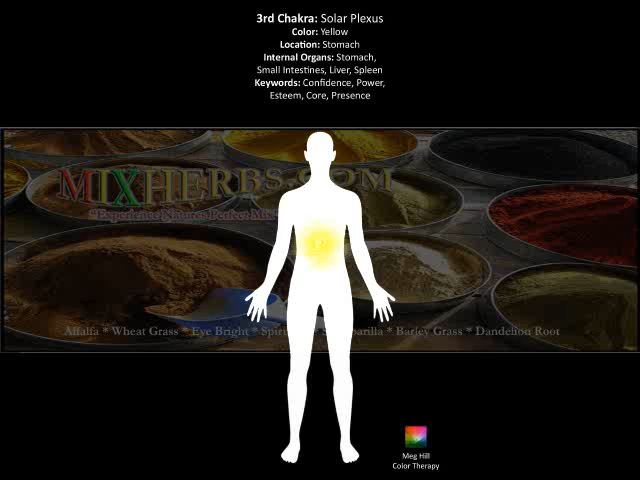 3rd Chakra: Solar Plexus
Color: Yellow
Location: Stomach
Internal Organs: Stomach,
Small Intestines, Liver, Spleen
Keywords: Confidence, Power,
Esteem, Core, Presence
MIXHERBS.COM
"Experience Natures Perfect Mix
Alfalfa * Wheat Grass * Eye Bright * Spir arilla * Barley Grass * Dandelion Root
Meg Hill
Color Therapy